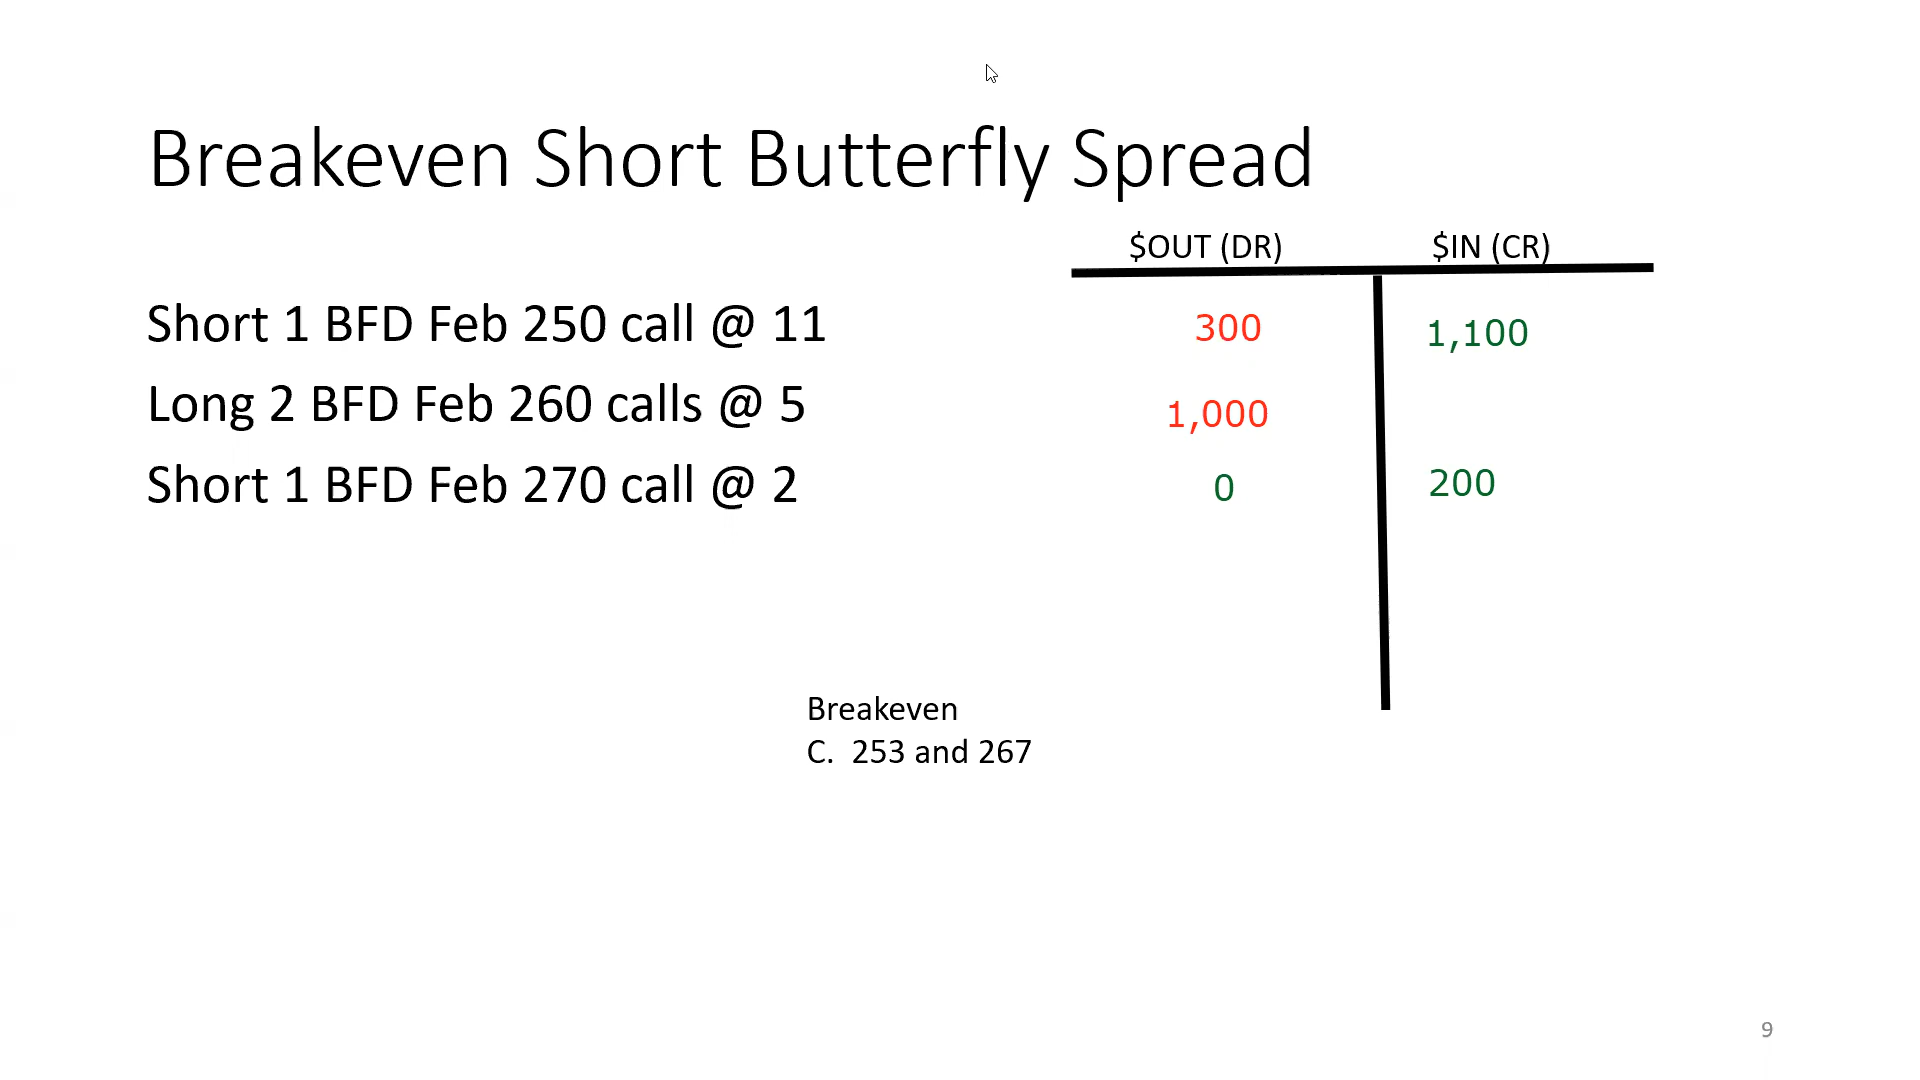 Breakeven Short Butterfly Spread
$OUT (DR) $IN (CR)
Short 1 BFD Feb 250 call @ 11 300 1,100
Long 2 BFD Feb 260 calls @ 5 1,000
Short 1 BFD Feb 270 call @ 2 0 200
Breakeven
C. 253 and 267
9